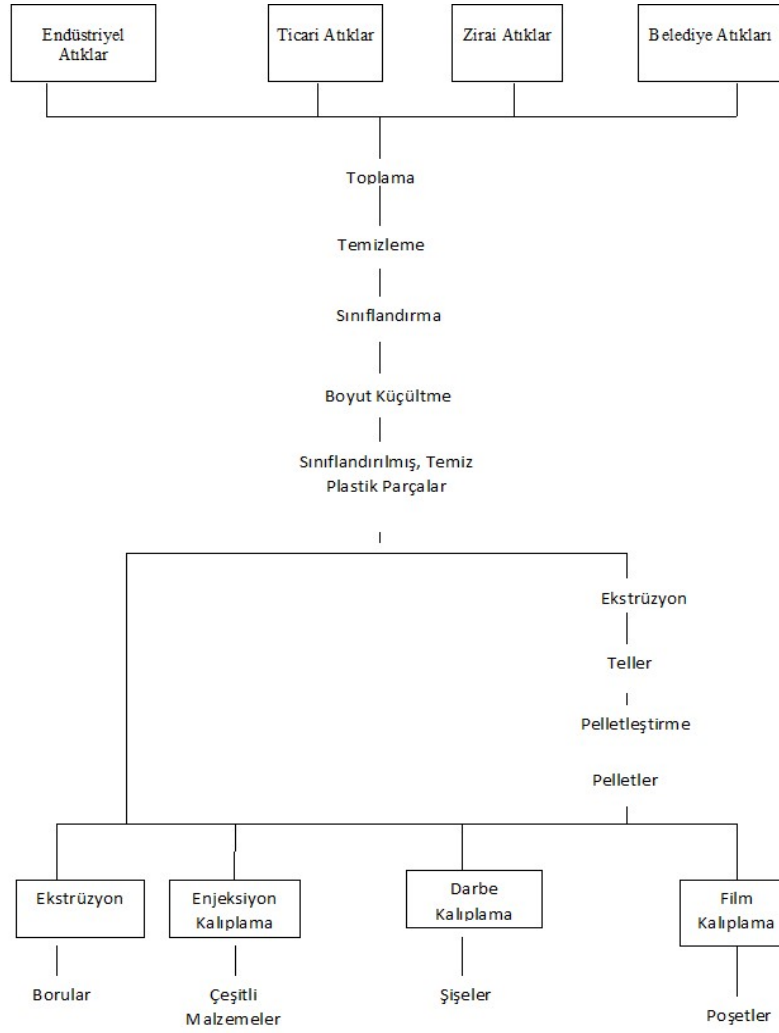 Endüstriyel
Atıklar
Ticari Atıklar
Zirai Atıklar
Belediye Atıkları
Toplama
Temizleme
Sınıflandırma
Boyut Küçültme
Sınıflandırılmış, Temiz
Plastik Parçalar
Ekstrüzyon
Teller
Pelletleştirme
Pelletler
Ekstrüzyon
Enjeksiyon
Kalıplama
Darbe
Kalıplama
Film
Kalıplama
Borular
Çeşitli
Malzemeler
Şişeler
Poşetler